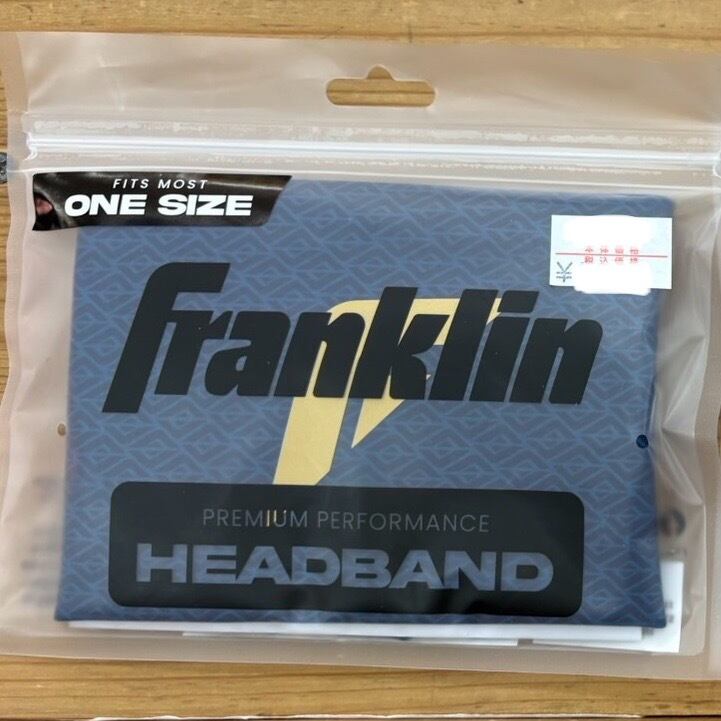 FITS MOST
ONE SIZE
franklin
PREMIUM PERFORMANCE
HEADBAND
¥